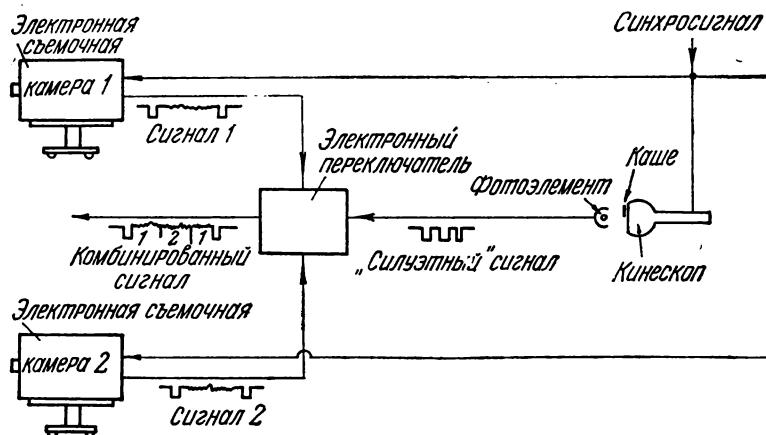 Электронная
съемочная
камера 1
Сигнал 1
Синхросигнал
Электронный
переключатель
Фотоэлемент
Каше
1 2 1
Комбинированный
сигнал
„Силуэтный“ сигнал
Кинескоп
Электронная съемочная
камера 2
Сигнал 2